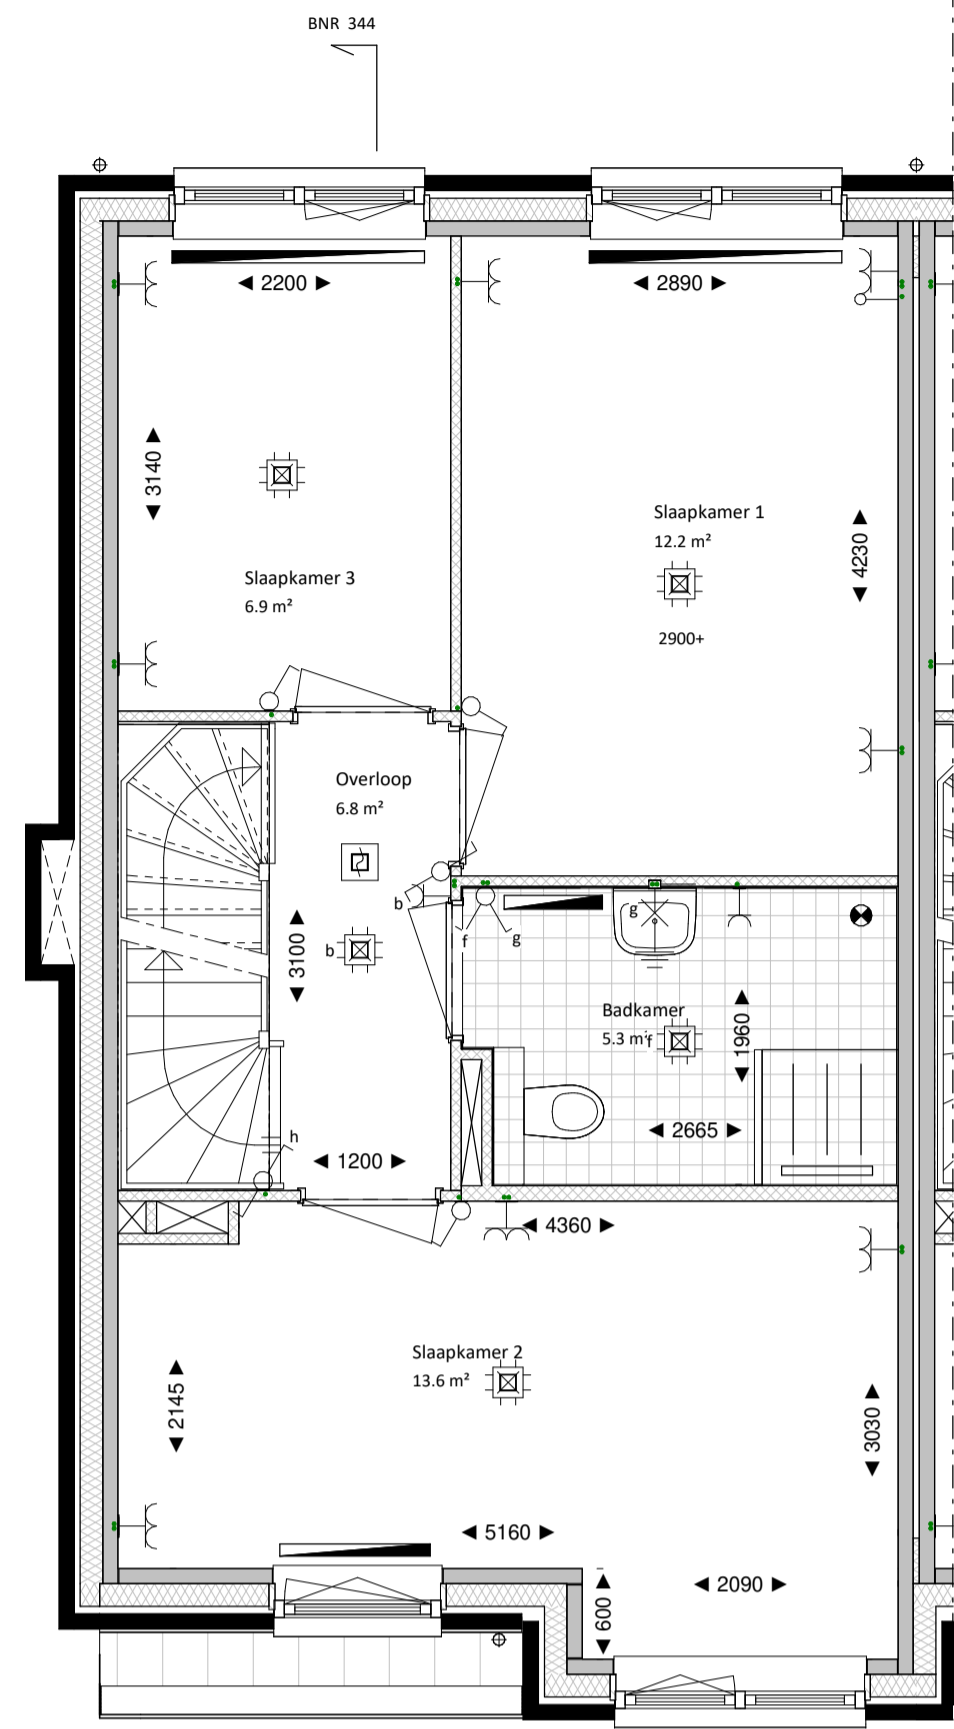 BNR 344
2200
2890
3140
Slaapkamer 1
12.2 m²
4230
Slaapkamer 3
6.9 m²
2900+
Overloop
6.8 m²
b
g
f
g
b
3100
Badkamer
5.3 m²
f
1960
2665
h
1200
4360
Slaapkamer 2
13.6 m²
2145
3030
5160
2090
600